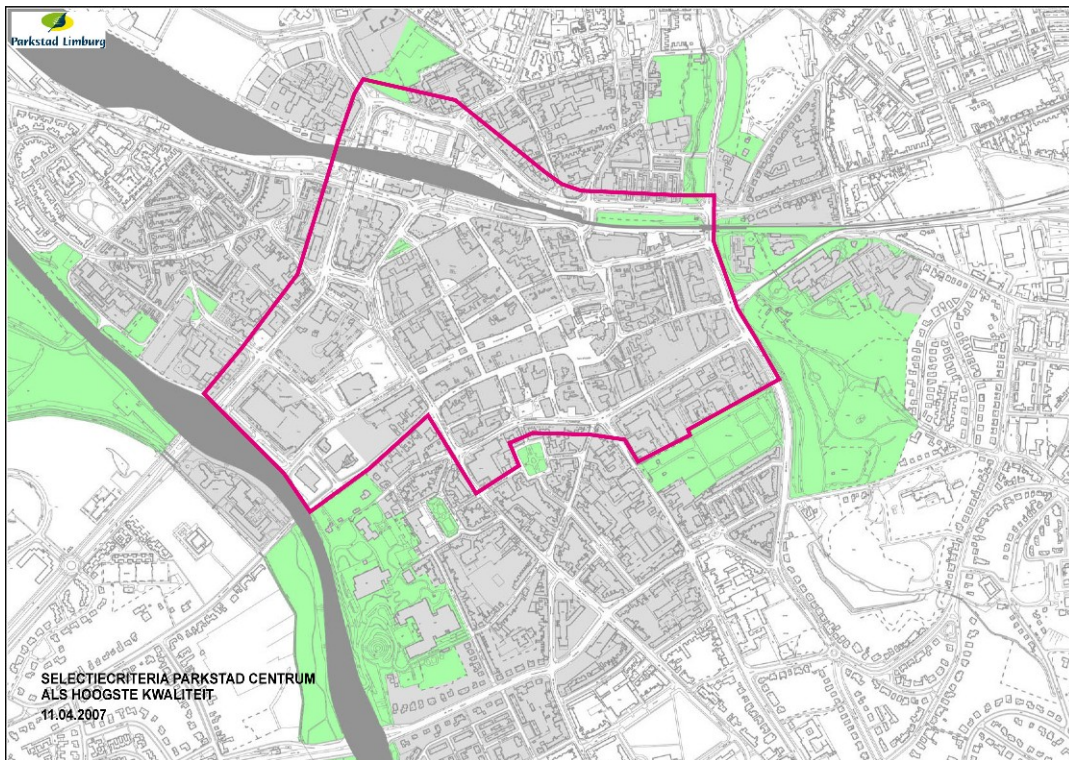 Parkstad Limburg
SELECTIECRITERIA PARKSTAD CENTRUM
ALS HOOGSTE KWALITEIT
11.04.2007